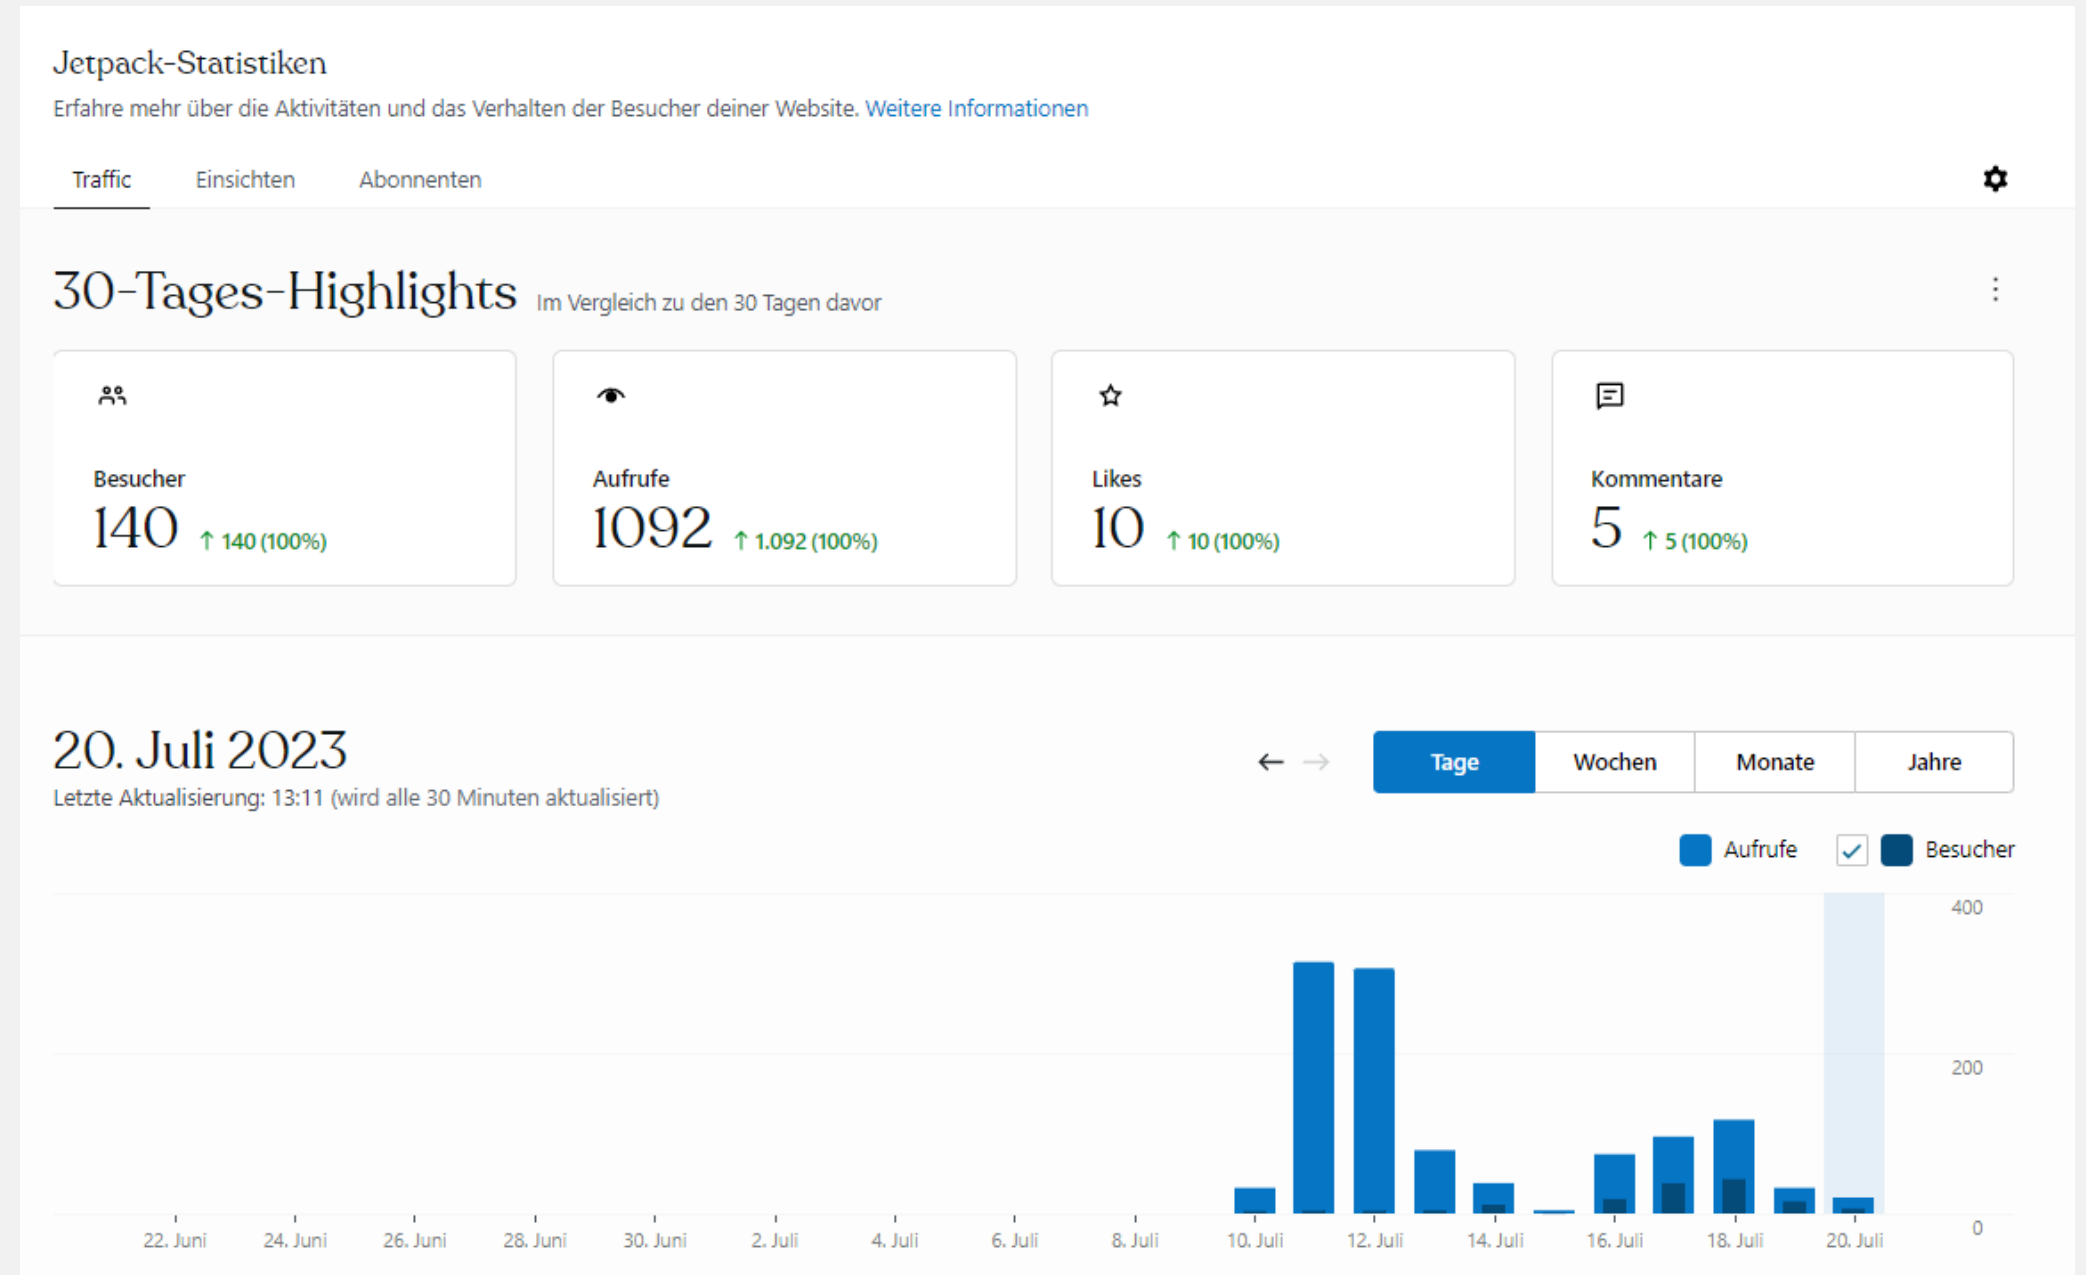 Jetpack-Statistiken
Erfahre mehr über die Aktivitäten und das Verhalten der Besucher deiner Website. Weitere Informationen
Traffic Einsichten Abonnenten
30-Tages-Highlights Im Vergleich zu den 30 Tagen davor
Besucher
140 ↑ 140 (100%)
Aufrufe
1092 ↑ 1.092 (100%)
Likes
10 ↑ 10 (100%)
Kommentare
5 ↑ 5 (100%)
20. Juli 2023
Letzte Aktualisierung: 13:11 (wird alle 30 Minuten aktualisiert)
← → Tage Wochen Monate Jahre
Aufrufe Besucher
400
200
0
22. Juni 24. Juni 26. Juni 28. Juni 30. Juni 2. Juli 4. Juli 6. Juli 8. Juli 10. Juli 12. Juli 14. Juli 16. Juli 18. Juli 20. Juli